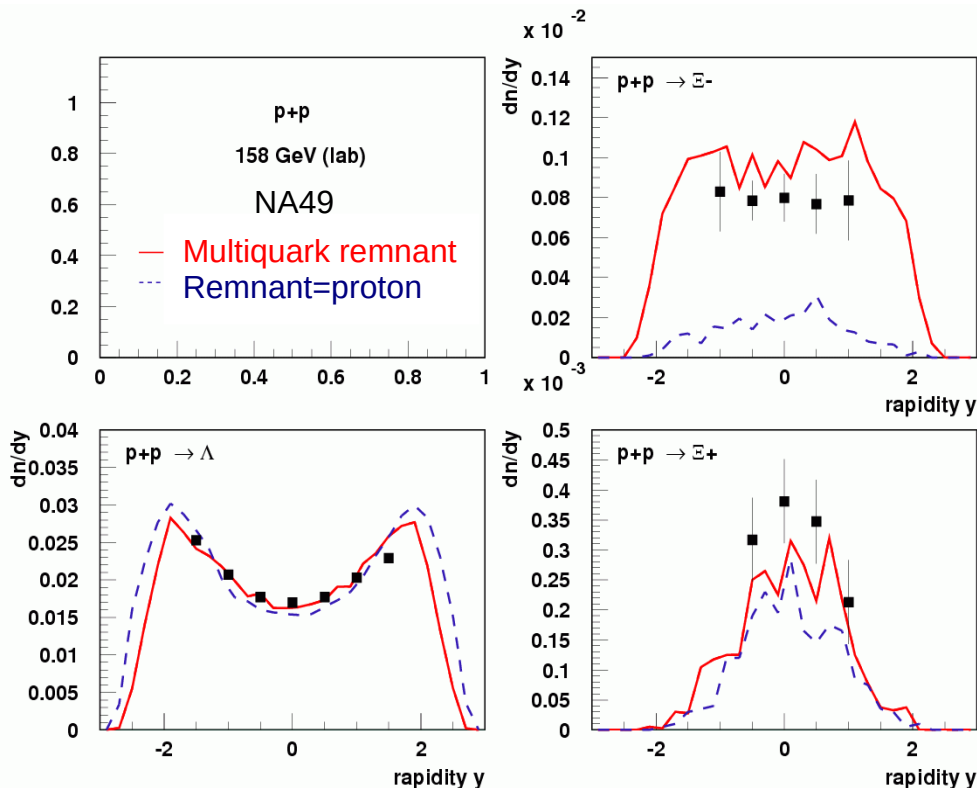 p+p
158 GeV (lab)
NA49
Multiquark remnant
Remnant=proton
1
0.8
0.6
0.4
0.2
0
0 0.2 0.4 0.6 0.8 1
x 10 -2
dn/dy
p+p → Ξ-
0.14
0.12
0.1
0.08
0.06
0.04
0.02
0
-2 0 2
rapidity y
dn/dy
p+p → Λ
0.04
0.035
0.03
0.025
0.02
0.015
0.01
0.005
0
-2 0 2
rapidity y
x 10 -3
dn/dy
p+p → Ξ+
0.5
0.45
0.4
0.35
0.3
0.25
0.2
0.15
0.1
0.05
0
-2 0 2
rapidity y